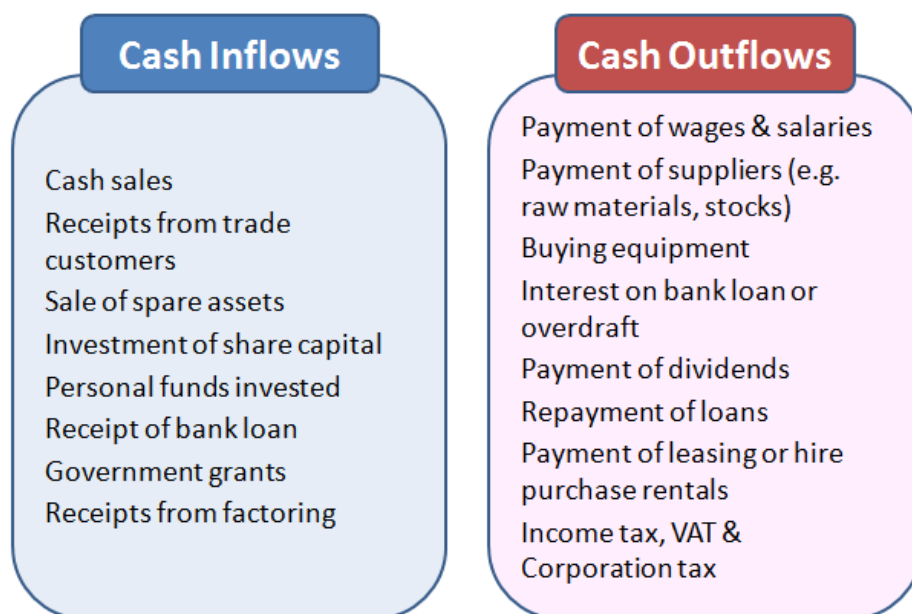 Cash Inflows
Cash sales
Receipts from trade
customers
Sale of spare assets
Investment of share capital
Personal funds invested
Receipt of bank loan
Government grants
Receipts from factoring
Cash Outflows
Payment of wages & salaries
Payment of suppliers (e.g.
raw materials, stocks)
Buying equipment
Interest on bank loan or
overdraft
Payment of dividends
Repayment of loans
Payment of leasing or hire
purchase rentals
Income tax, VAT &
Corporation tax